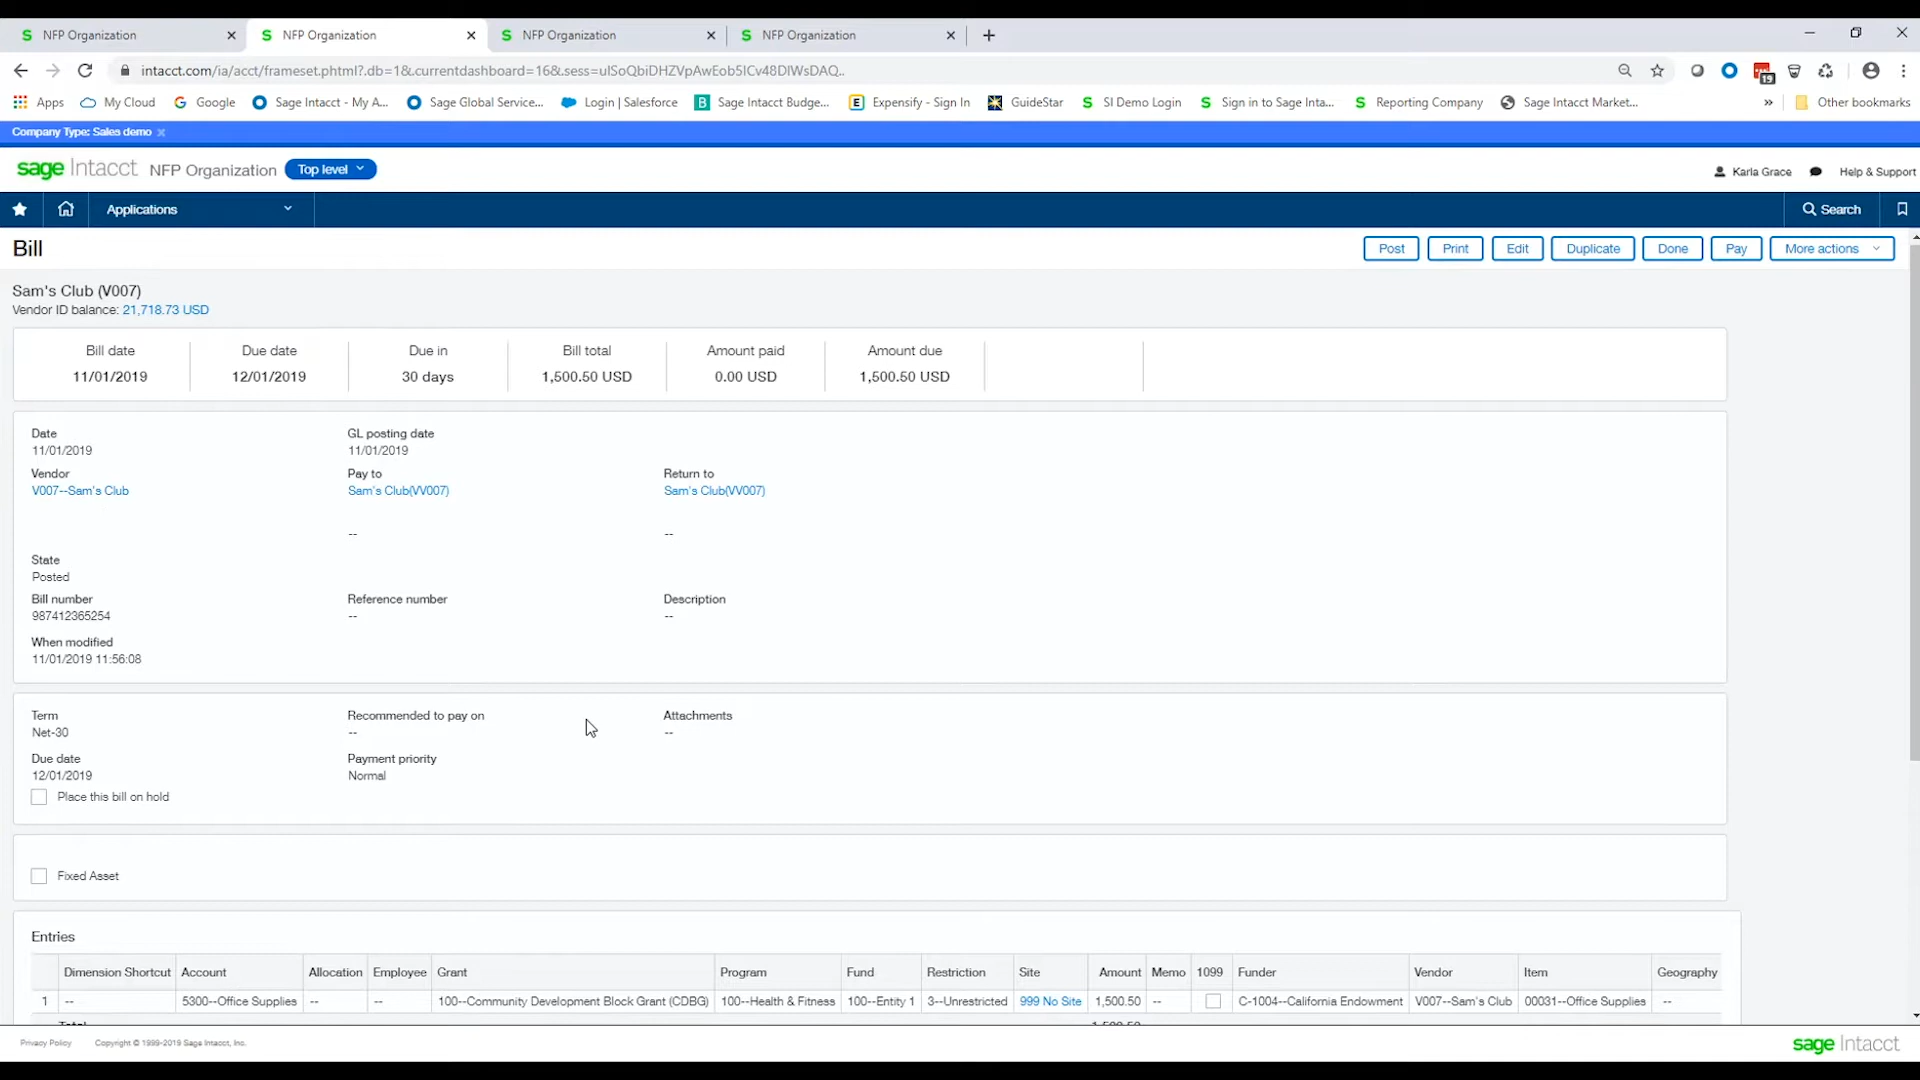 NFP Organization NFP Organization NFP Organization NFP Organization
intacct.com/ia/acct/frameset.phtml?.db=1&.currentdashboard=16&.sess=ulSoQbiDHZVpAwEob5lCv48DlWsDAQ..
Apps My Cloud Google Sage Intacct - My A... Sage Global Service... Login | Salesforce Sage Intacct Budge... Expensify - Sign In GuideStar SI Demo Login Sign in to Sage Inta... Reporting Company Sage Intacct Market... » Other bookmarks
Company Type: Sales demo
sage Intacct NFP Organization Top level Karla Grace Help & Support
Applications Search
Bill Post Print Edit Duplicate Done Pay More actions
Sam's Club (V007)
Vendor ID balance: 21,718.73 USD
Bill date Due date Due in Bill total Amount paid Amount due
11/01/2019 12/01/2019 30 days 1,500.50 USD 0.00 USD 1,500.50 USD
Date GL posting date
11/01/2019 11/01/2019
Vendor Pay to Return to
V007--Sam's Club Sam's Club(VV007) Sam's Club(VV007)
-- --
State
Posted
Bill number Reference number Description
987412365254 -- --
When modified
11/01/2019 11:56:08
Term Recommended to pay on Attachments
Net-30 -- --
Due date Payment priority
12/01/2019 Normal
Place this bill on hold
Fixed Asset
Entries
Dimension Shortcut Account Allocation Employee Grant Program Fund Restriction Site Amount Memo 1099 Funder Vendor Item Geography
1 -- 5300--Office Supplies -- -- 100--Community Development Block Grant (CDBG) 100--Health & Fitness 100--Entity 1 3--Unrestricted 999 No Site 1,500.50 -- C-1004--California Endowment V007--Sam's Club 00031--Office Supplies --
Total 1,500.50
Privacy Policy Copyright © 1999-2019 Sage Intacct, Inc. sage Intacct